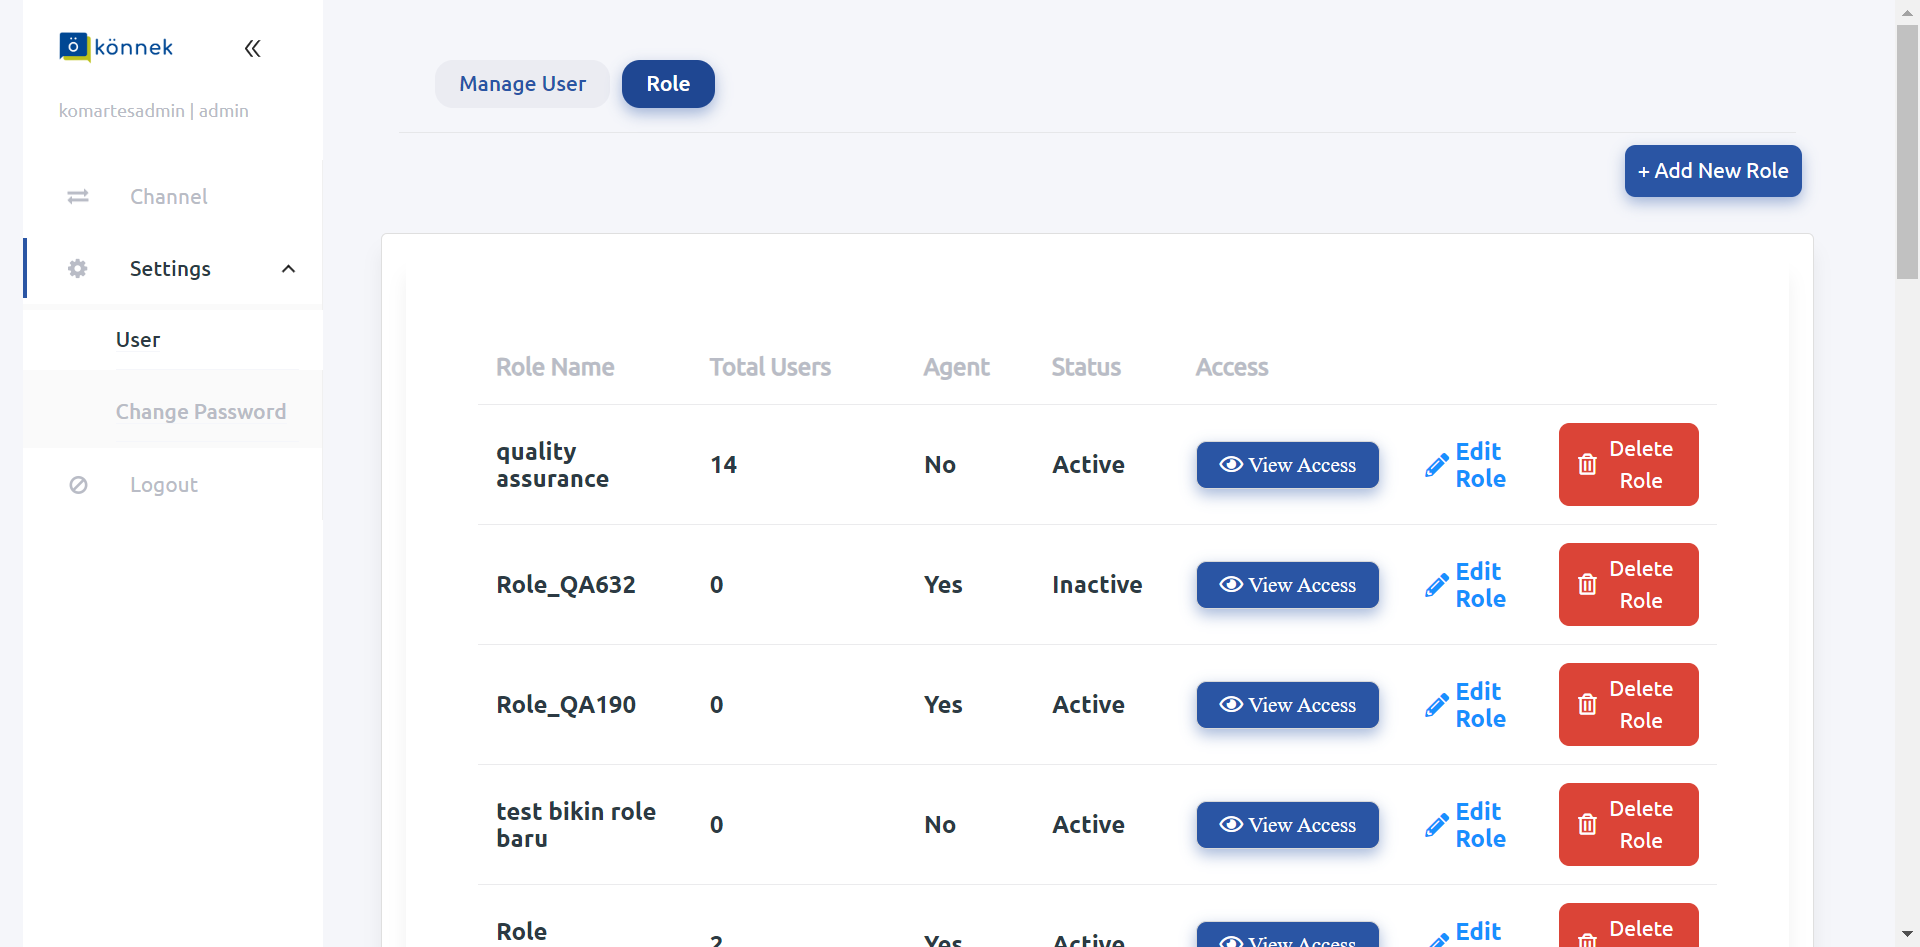 könnek
komartesadmin | admin
Channel
Settings
User
Change Password
Logout
Manage User
Role
+ Add New Role
Role Name
Total Users
Agent
Status
Access
quality
assurance
14
No
Active
View Access
Edit
Role
Delete
Role
Role_QA632
0
Yes
Inactive
View Access
Edit
Role
Delete
Role
Role_QA190
0
Yes
Active
View Access
Edit
Role
Delete
Role
test bikin role
baru
0
No
Active
View Access
Edit
Role
Delete
Role
Role
2
Yes
Active
View Access
Edit
Delete